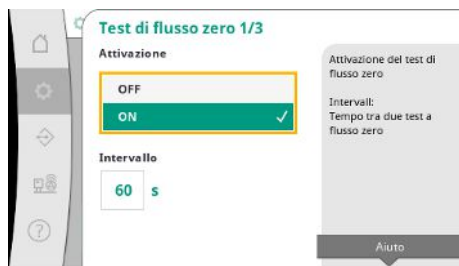 Test di flusso zero 1/3
Attivazione
OFF
ON
Intervallo
60 s
Attivazione del test di
flusso zero
Intervall:
Tempo tra due test a
flusso zero
Aiuto